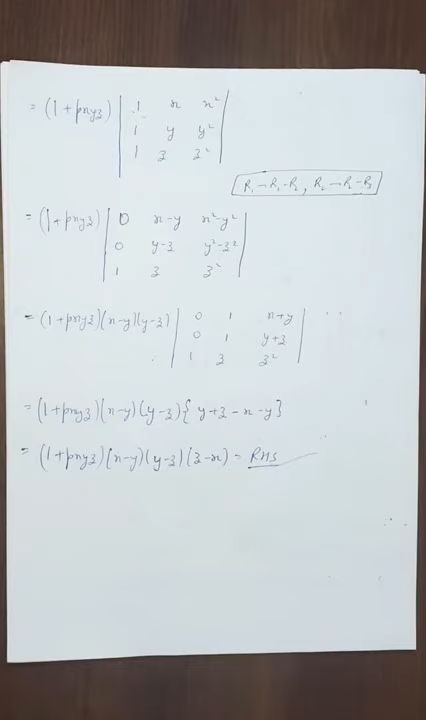 = (1+pxyz) | 1 x x² |
| 1 y y² |
| 1 z z² |
R₁→R₁-R₂, R₂→R₂-R₃
= (1+pxyz) | 0 x-y x²-y² |
| 0 y-z y²-z² |
| 1 z z² |
= (1+pxyz)(x-y)(y-z) | 0 1 x+y |
| 0 1 y+z |
| 1 z z² |
= (1+pxyz)(x-y)(y-z){y+z-x-y}
= (1+pxyz)(x-y)(y-z)(z-x) = RHS